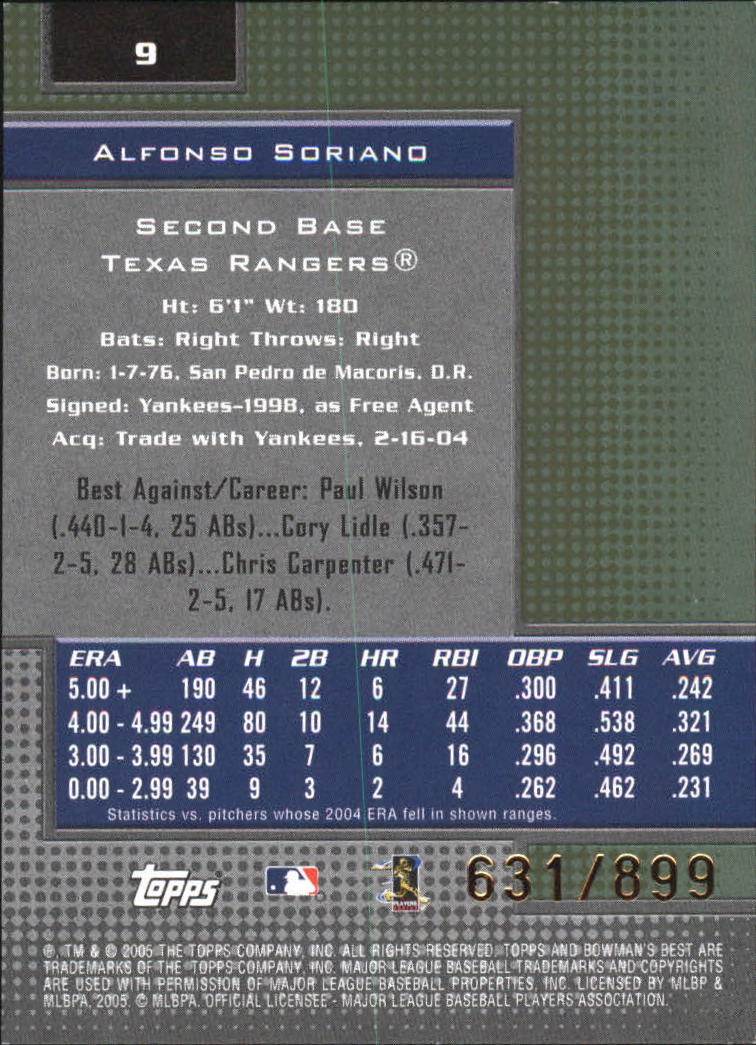 9
ALFONSO SORIANO
SECOND BASE
TEXAS RANGERS®
Ht: 6'1" Wt: 180
Bats: Right Throws: Right
Born: 1-7-76, San Pedro de Macoris, D.R.
Signed: Yankees-1998, as Free Agent
Acq: Trade with Yankees, 2-16-04
Best Against/Career: Paul Wilson
(.440-1-4, 25 ABs)...Cory Lidle (.357-
2-5, 28 ABs)...Chris Carpenter (.471-
2-5, 17 ABs).
ERA AB H 2B HR RBI OBP SLG AVG
5.00 + 190 46 12 6 27 .300 .411 .242
4.00 - 4.99 249 80 10 14 44 .368 .538 .321
3.00 - 3.99 130 35 7 6 16 .296 .492 .269
0.00 - 2.99 39 9 3 2 4 .262 .462 .231
Statistics vs. pitchers whose 2004 ERA fell in shown ranges.
Topps PLAYERS 631/899
®, TM & © 2005 THE TOPPS COMPANY, INC. ALL RIGHTS RESERVED. TOPPS AND BOWMAN'S BEST ARE
TRADEMARKS OF THE TOPPS COMPANY, INC. MAJOR LEAGUE BASEBALL TRADEMARKS AND COPYRIGHTS
ARE USED WITH PERMISSION OF MAJOR LEAGUE BASEBALL PROPERTIES, INC. LICENSED BY MLBP &
MLBPA, 2005. © MLBPA, OFFICIAL LICENSEE - MAJOR LEAGUE BASEBALL PLAYERS ASSOCIATION.